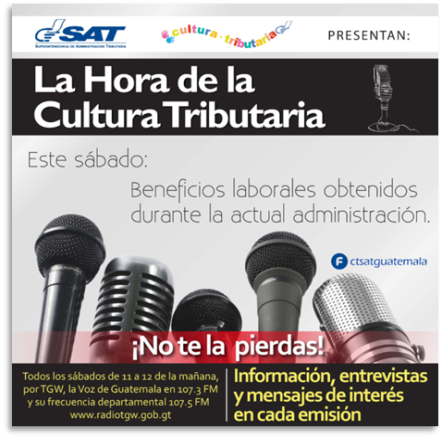 SAT
SUPERINTENDENCIA DE ADMINISTRACIÓN TRIBUTARIA
cultura tributaria
PRESENTAN:
La Hora de la
Cultura Tributaria
Este sábado:
Beneficios laborales obtenidos
durante la actual administración.
f ctsatguatemala
¡No te la pierdas!
Todos los sábados de 11 a 12 de la mañana,
por TGW, la Voz de Guatemala en 107.3 FM
y su frecuencia departamental 107.5 FM
www.radiotgw.gob.gt
Información, entrevistas
y mensajes de interés
en cada emisión